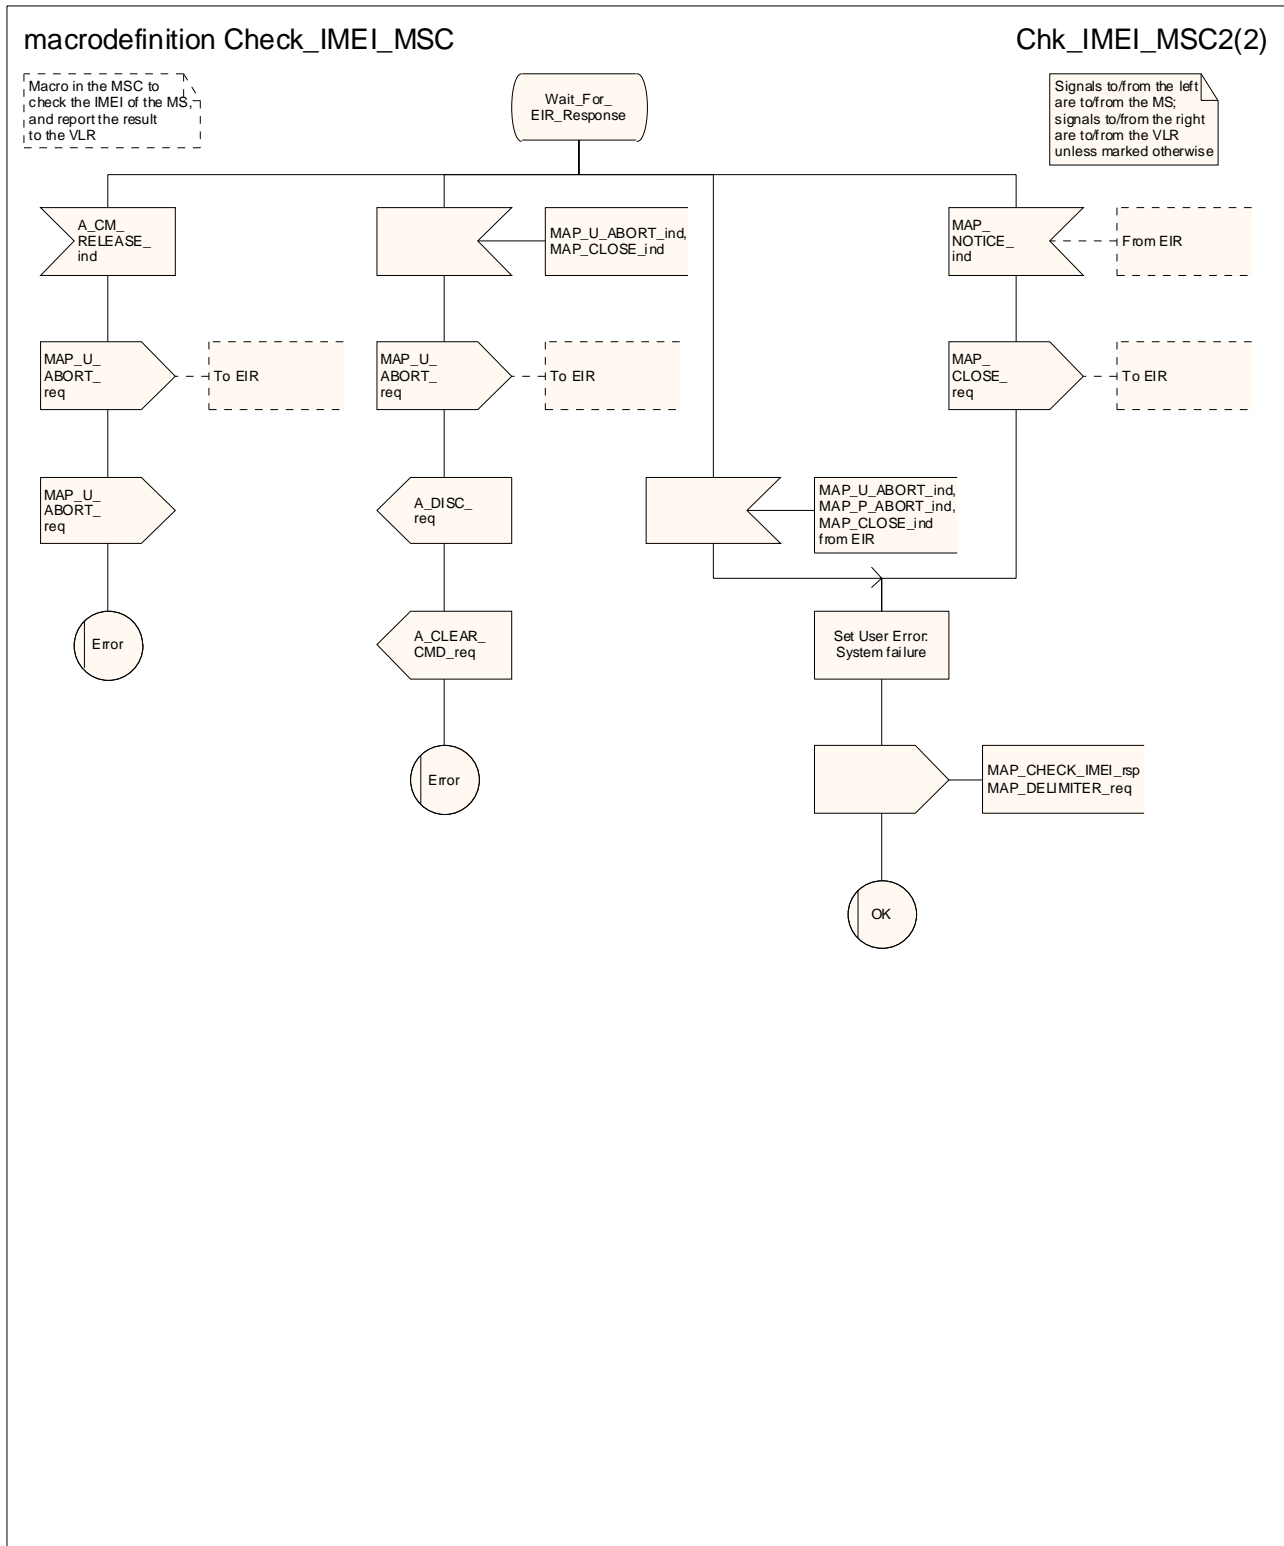 macrodefinition Check_IMEI_MSC
Chk_IMEI_MSC2(2)
Macro in the MSC to
check the IMEI of the MS,
and report the result
to the VLR
Wait_For_
EIR_Response
Signals to/from the left
are to/from the MS;
signals to/from the right
are to/from the VLR
unless marked otherwise
A_CM_
RELEASE_
ind
MAP_U_ABORT_ind,
MAP_CLOSE_ind
MAP_
NOTICE_
ind
From EIR
MAP_U_
ABORT_
req
To EIR
MAP_U_
ABORT_
req
To EIR
MAP_
CLOSE_
req
To EIR
MAP_U_
ABORT_
req
A_DISC_
req
MAP_U_ABORT_ind,
MAP_P_ABORT_ind,
MAP_CLOSE_ind
from EIR
Error
A_CLEAR_
CMD_req
Set User Error:
System failure
Error
MAP_CHECK_IMEI_rsp
MAP_DELIMITER_req
OK